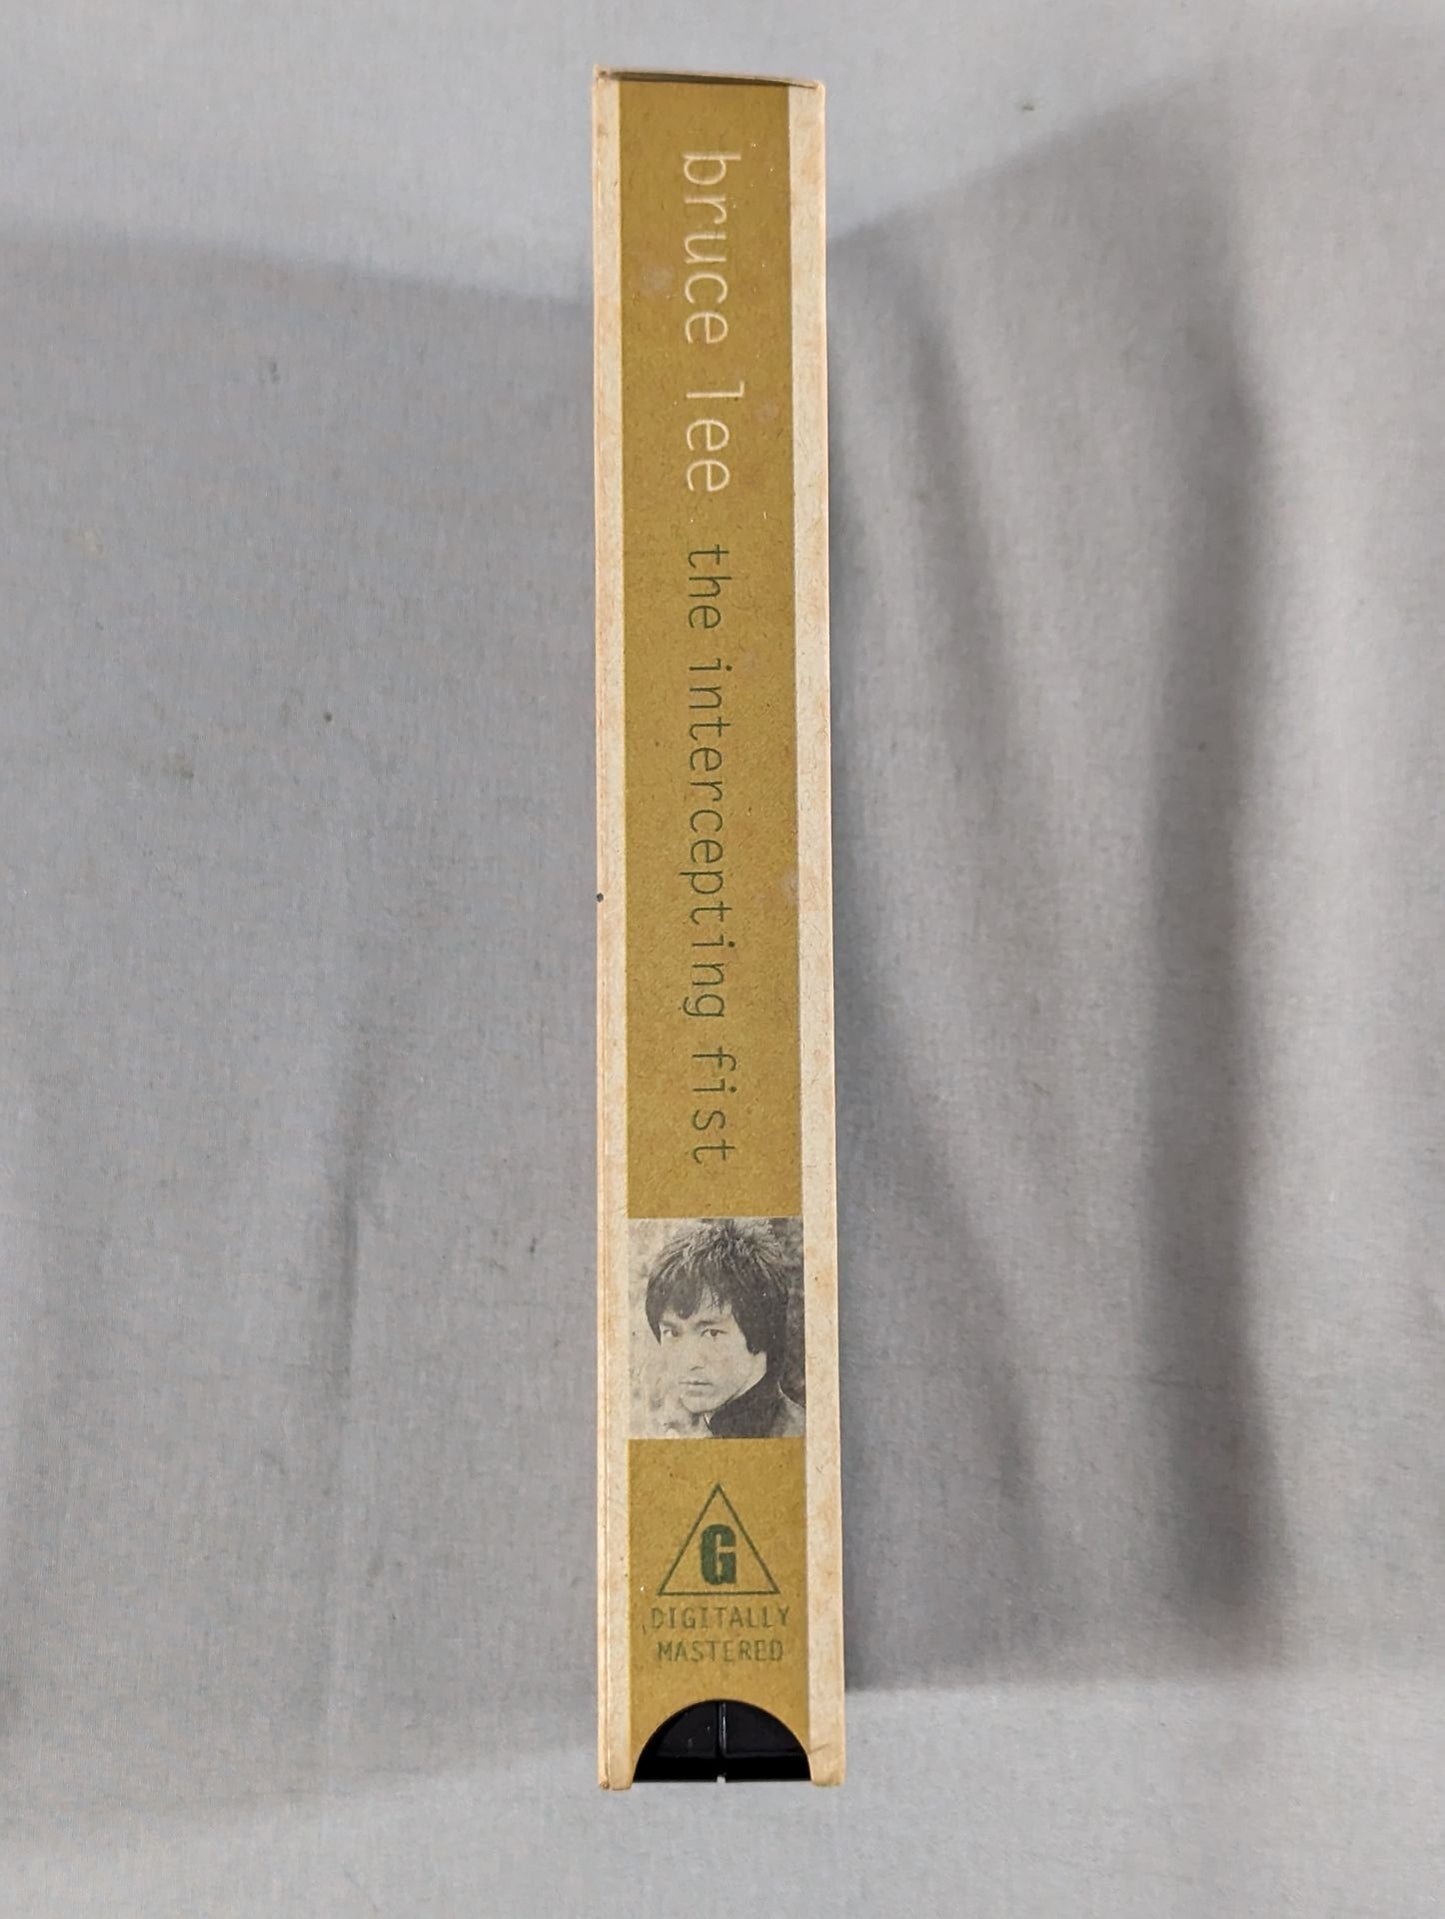 bruce lee the intercepting fist
G
DIGITALLY
MASTERED